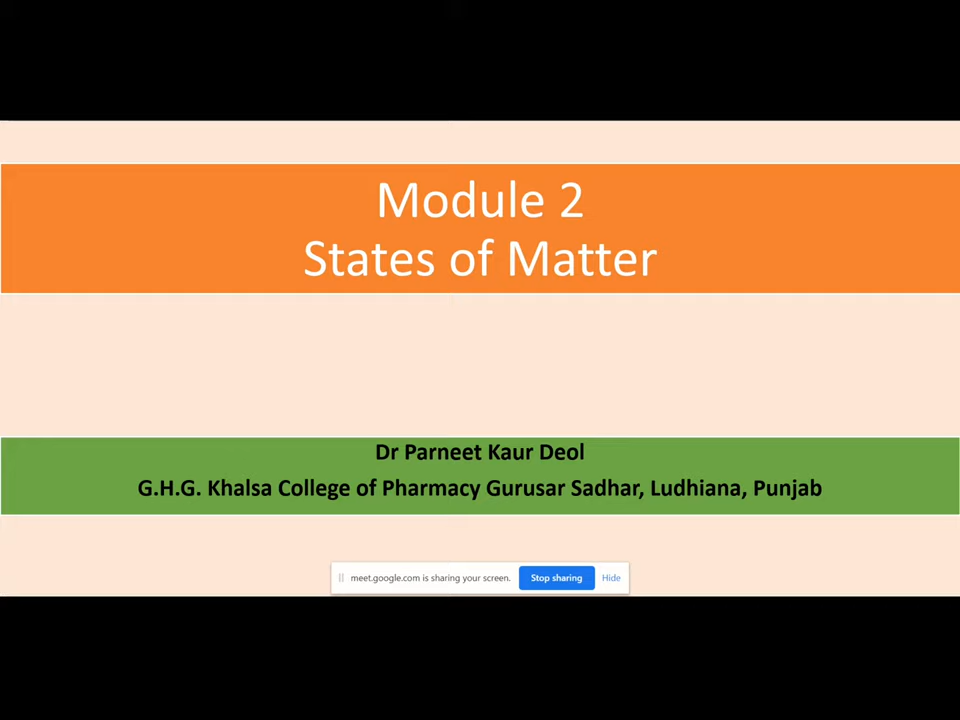 Module 2
States of Matter
Dr Parneet Kaur Deol
G.H.G. Khalsa College of Pharmacy Gurusar Sadhar, Ludhiana, Punjab
meet.google.com is sharing your screen. Stop sharing Hide